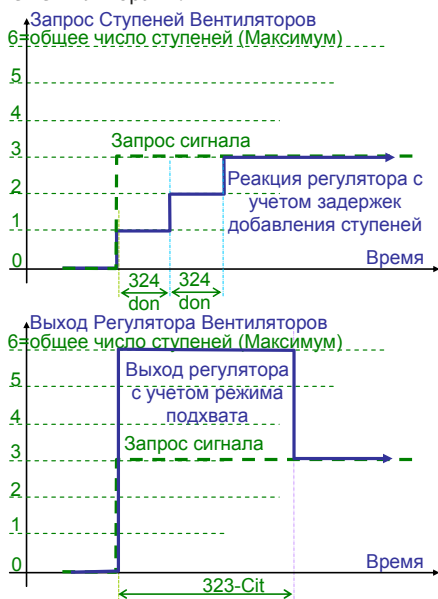 Запрос Ступеней Вентиляторов
6=общее число ступеней (Максимум)
5
4
Запрос сигнала
3
Реакция регулятора с
учетом задержек
добавления ступеней
2
1
0
Время
324
don
324
don
Выход Регулятора Вентиляторов
6=общее число ступеней (Максимум)
Выход регулятора
с учетом режима
подхвата
5
4
Запрос сигнала
3
2
1
0
Время
323-Cit